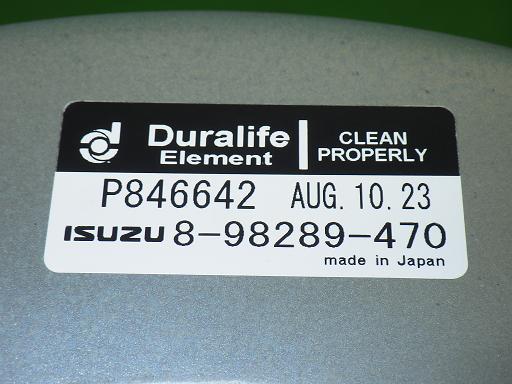 Duralife
Element
CLEAN
PROPERLY
P846642 AUG. 10. 23
ISUZU 8-98289-470
made in Japan